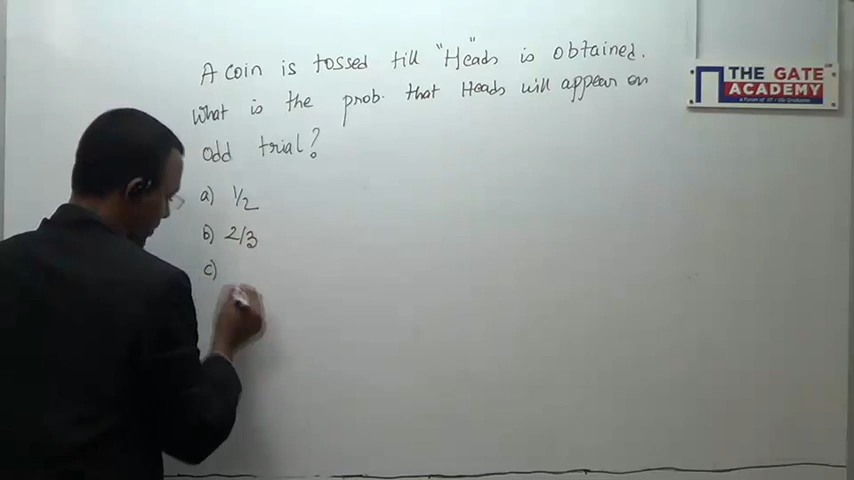 A coin is tossed till "Heads" is obtained.
What is the prob. that Heads will appear on
odd trial?
a) 1/2
b) 2/3
c)
THE GATE
ACADEMY